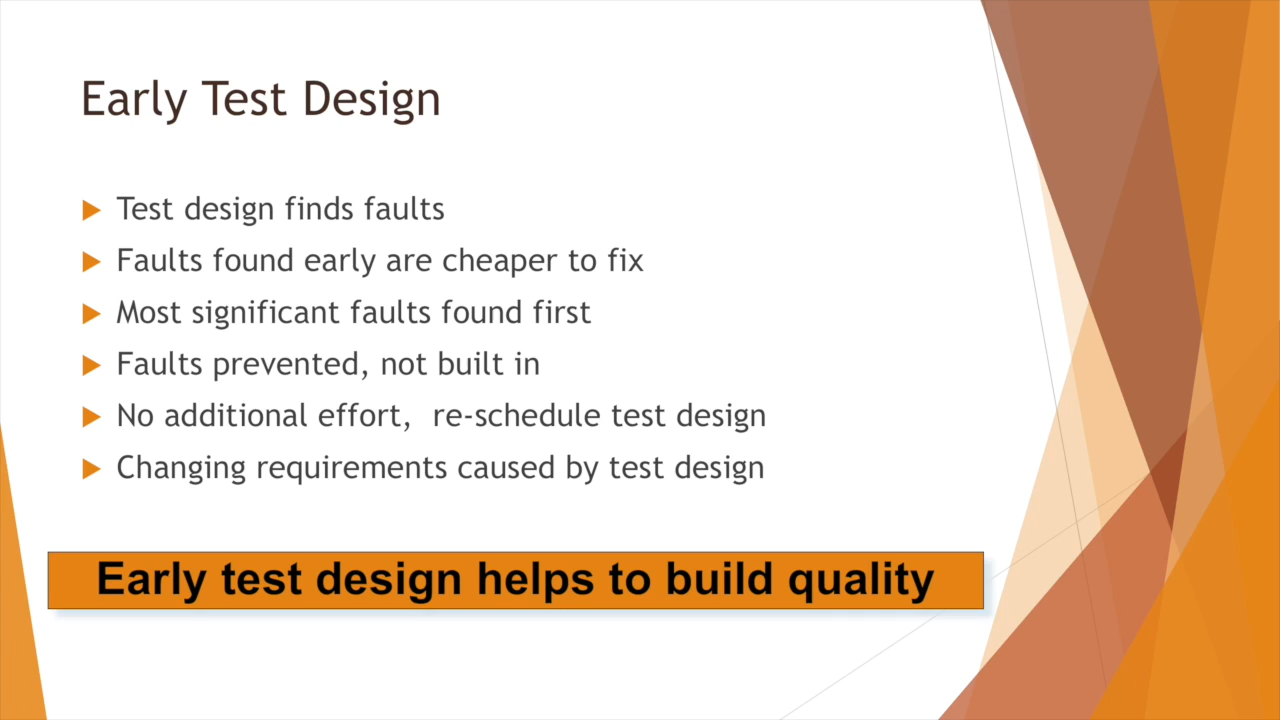 Early Test Design
Test design finds faults
Faults found early are cheaper to fix
Most significant faults found first
Faults prevented, not built in
No additional effort,  re-schedule test design
Changing requirements caused by test design
Early test design helps to build quality